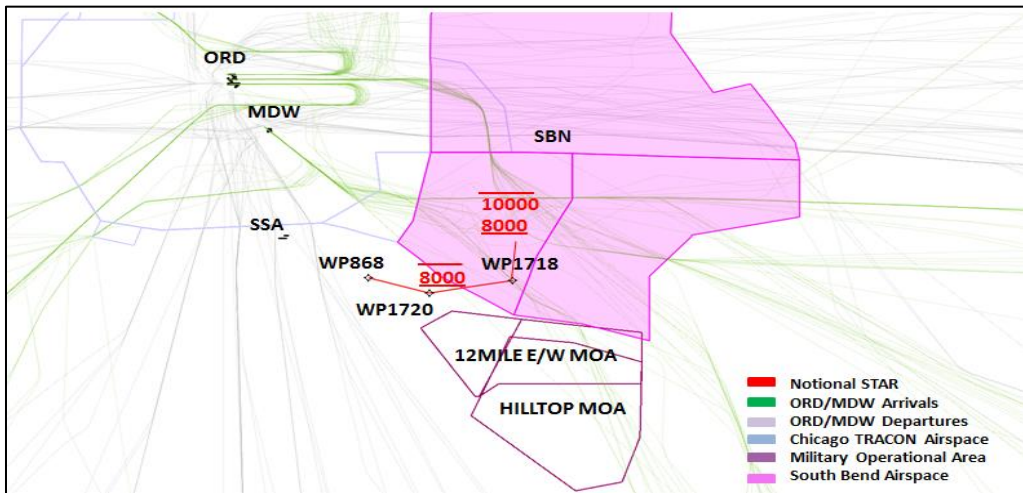 ORD
MDW
SBN
10000
8000
SSA
WP868
8000
WP1718
WP1720
12MILE E/W MOA
HILLTOP MOA
Notional STAR
ORD/MDW Arrivals
ORD/MDW Departures
Chicago TRACON Airspace
Military Operational Area
South Bend Airspace